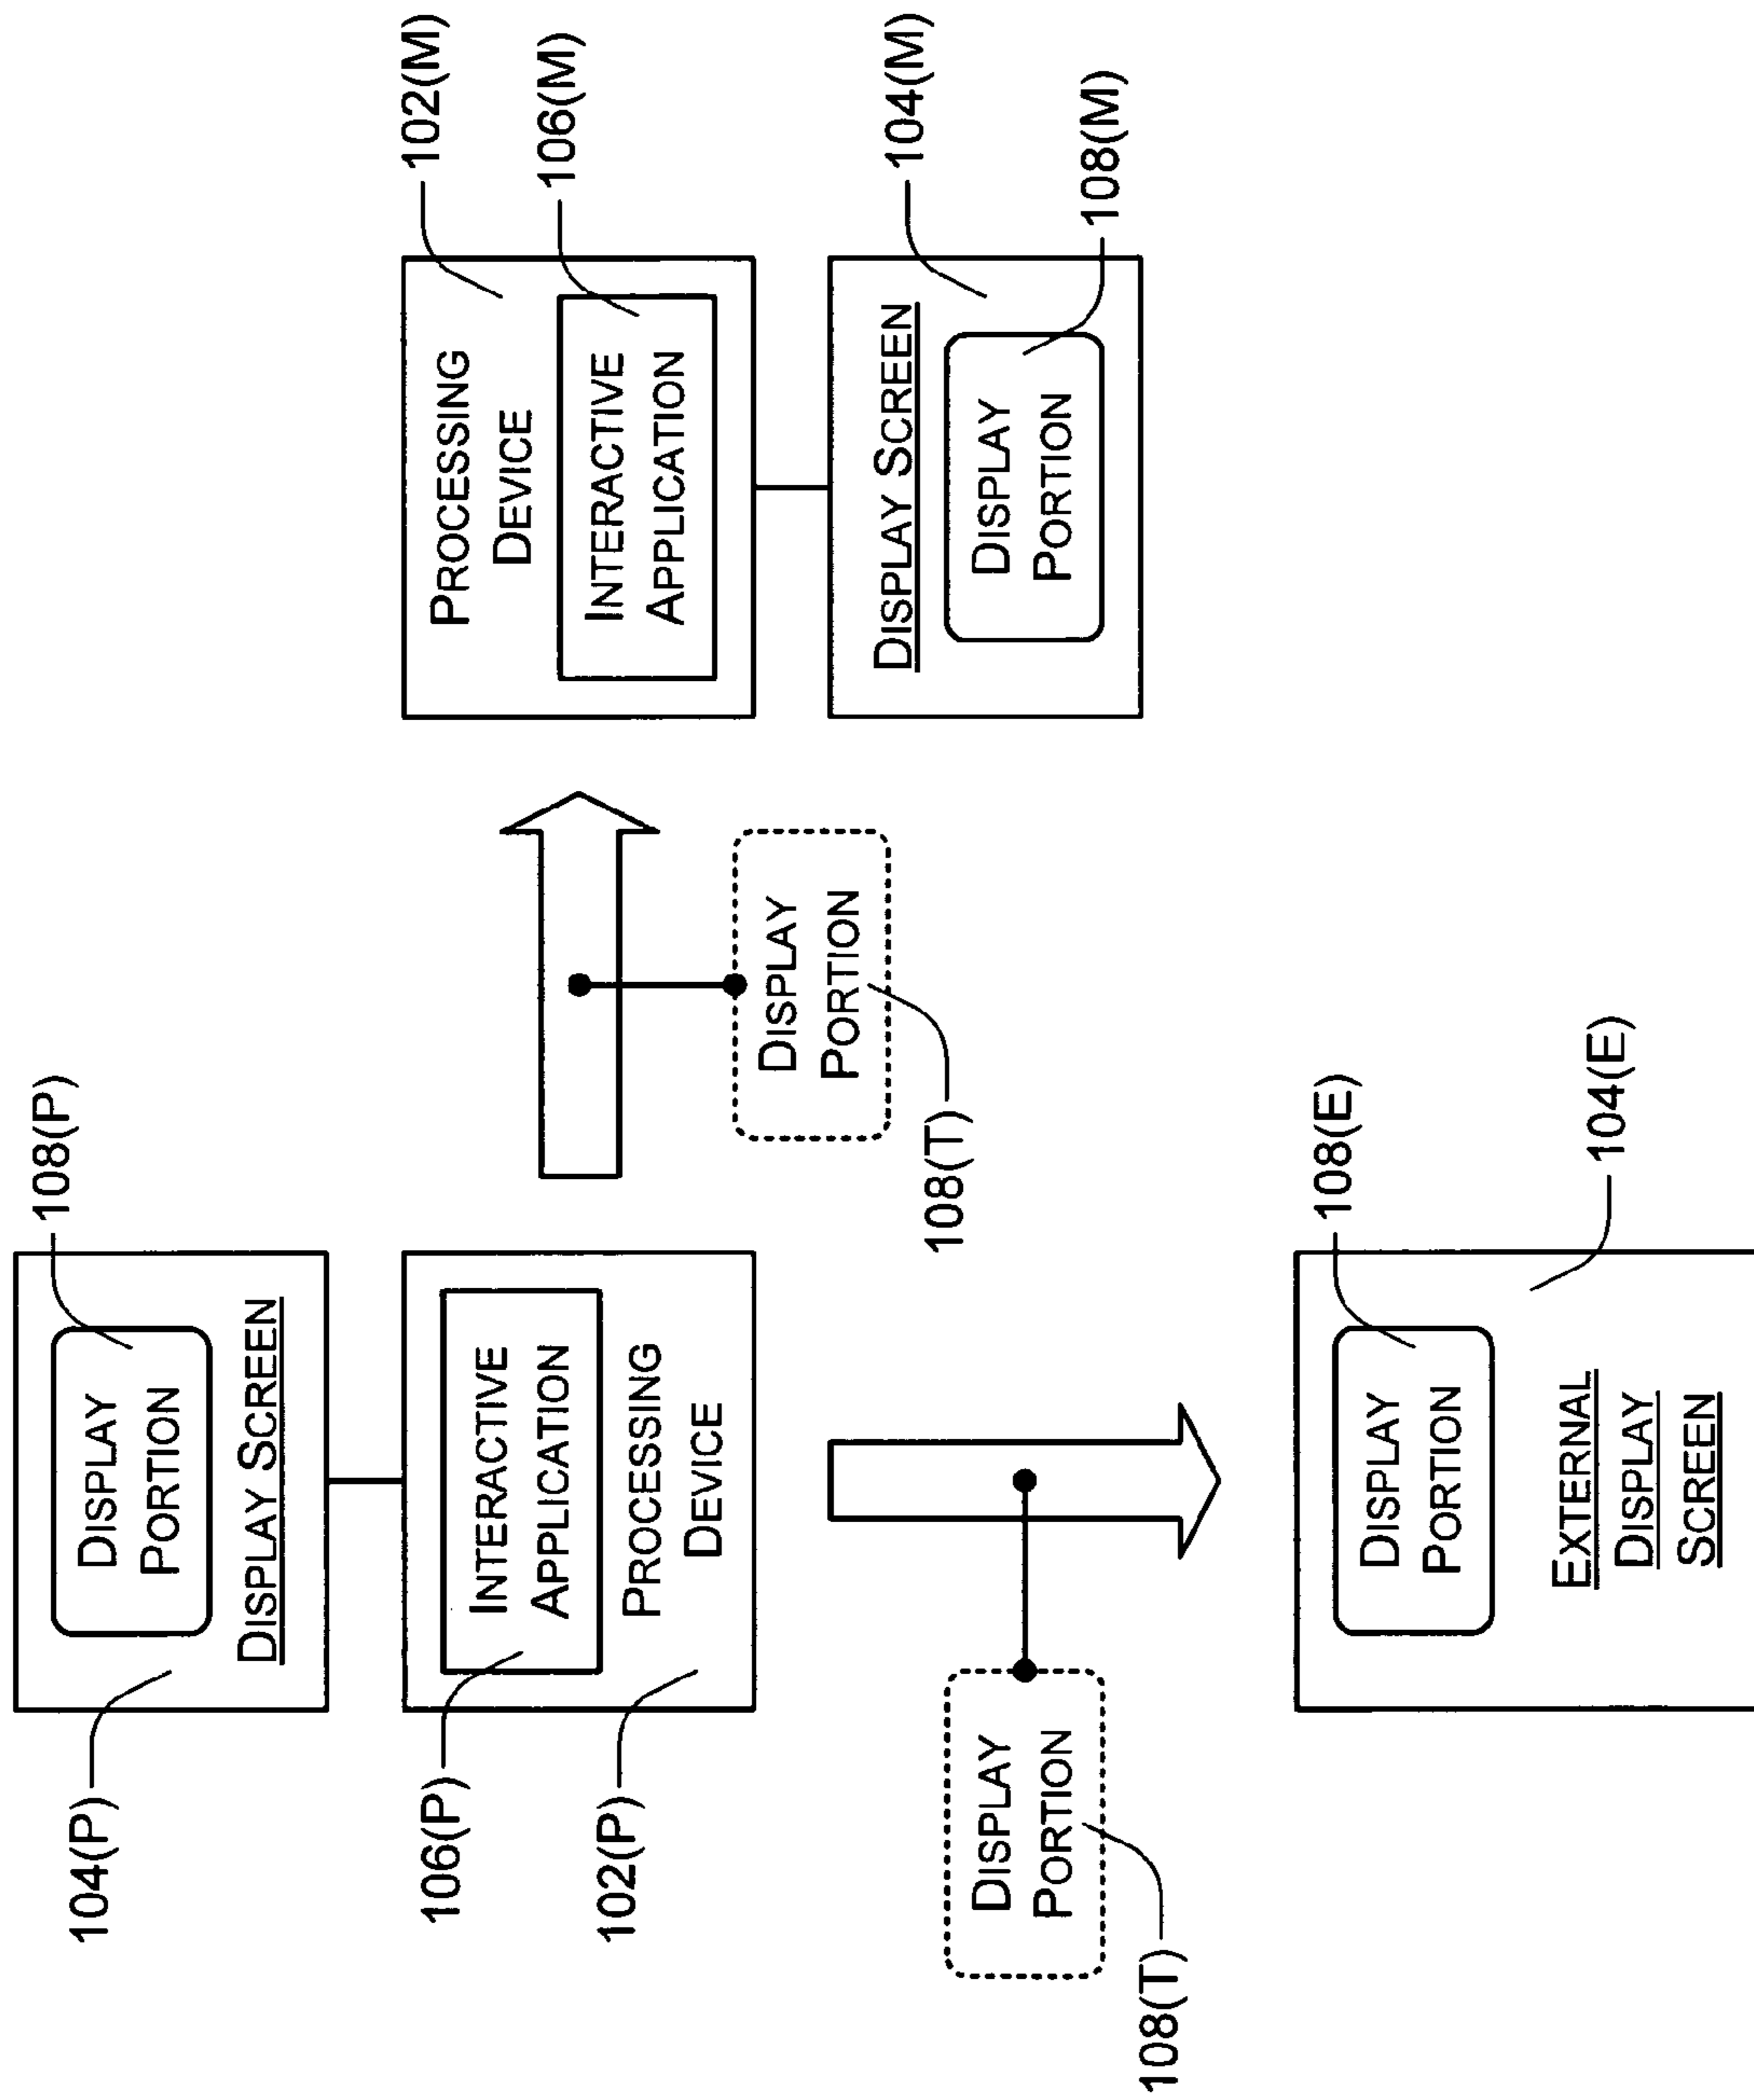 108(P)
DISPLAY
PORTION
104(P)
DISPLAY SCREEN
106(P)
INTERACTIVE
APPLICATION
102(P)
PROCESSING
DEVICE
DISPLAY
PORTION
108(T)
102(M)
PROCESSING
DEVICE
106(M)
INTERACTIVE
APPLICATION
104(M)
DISPLAY SCREEN
DISPLAY
PORTION
108(M)
DISPLAY
PORTION
108(T)
108(E)
DISPLAY
PORTION
EXTERNAL
DISPLAY
SCREEN
104(E)